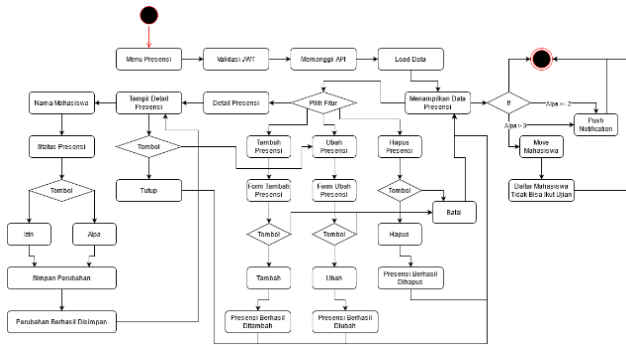 Menu Presensi
Validasi JWT
Memanggil API
Load Data
Nama Mahasiswa
Tampil Detail
Presensi
Detail Presensi
Pilih Fitur
Menampilkan Data
Presensi
If
Alpa >= 2
Push
Notification
Alpa > 3
Status Presensi
Tombol
Tambah
Presensi
Ubah
Presensi
Hapus
Presensi
Move
Mahasiswa
Tombol
Tutup
Form Tambah
Presensi
Form Ubah
Presensi
Tombol
Daftar Mahasiswa
Tidak Bisa Ikut Ujian
Batal
Izin
Alpa
Tombol
Tombol
Hapus
Simpan Perubahan
Tambah
Ubah
Presensi Berhasil
Dihapus
Perubahan Berhasil Disimpan
Presensi Berhasil
Ditambah
Presensi Berhasil
Diubah